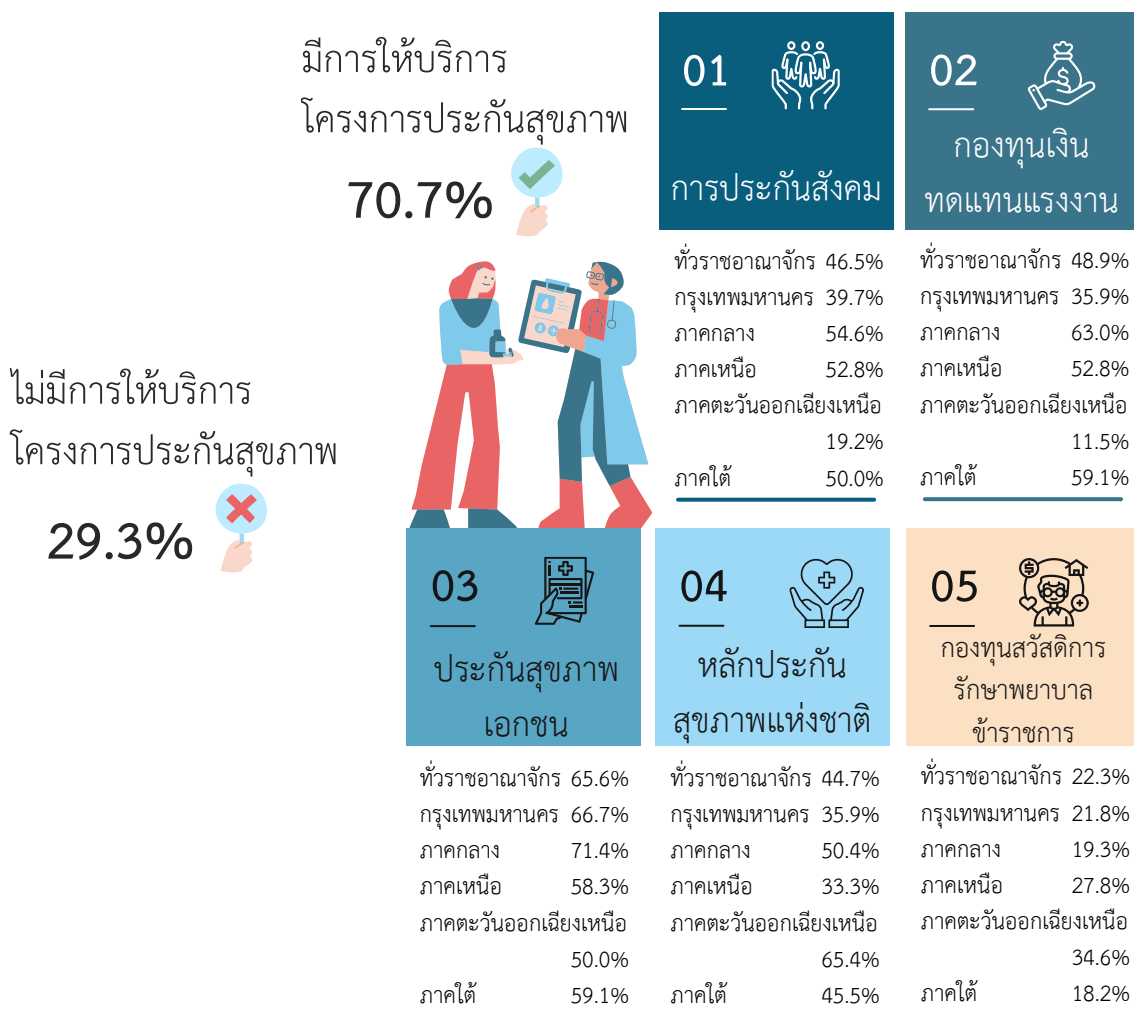 มีการให้บริการ
โครงการประกันสุขภาพ
70.7%
ไม่มีการให้บริการ
โครงการประกันสุขภาพ
29.3%
01
การประกันสังคม
ทั่วราชอาณาจักร 46.5%
กรุงเทพมหานคร 39.7%
ภาคกลาง 54.6%
ภาคเหนือ 52.8%
ภาคตะวันออกเฉียงเหนือ
19.2%
ภาคใต้ 50.0%
02
กองทุนเงิน
ทดแทนแรงงาน
ทั่วราชอาณาจักร 48.9%
กรุงเทพมหานคร 35.9%
ภาคกลาง 63.0%
ภาคเหนือ 52.8%
ภาคตะวันออกเฉียงเหนือ
11.5%
ภาคใต้ 59.1%
03
ประกันสุขภาพ
เอกชน
ทั่วราชอาณาจักร 65.6%
กรุงเทพมหานคร 66.7%
ภาคกลาง 71.4%
ภาคเหนือ 58.3%
ภาคตะวันออกเฉียงเหนือ
50.0%
ภาคใต้ 59.1%
04
หลักประกัน
สุขภาพแห่งชาติ
ทั่วราชอาณาจักร 44.7%
กรุงเทพมหานคร 35.9%
ภาคกลาง 50.4%
ภาคเหนือ 33.3%
ภาคตะวันออกเฉียงเหนือ
65.4%
ภาคใต้ 45.5%
05
กองทุนสวัสดิการ
รักษาพยาบาล
ข้าราชการ
ทั่วราชอาณาจักร 22.3%
กรุงเทพมหานคร 21.8%
ภาคกลาง 19.3%
ภาคเหนือ 27.8%
ภาคตะวันออกเฉียงเหนือ
34.6%
ภาคใต้ 18.2%